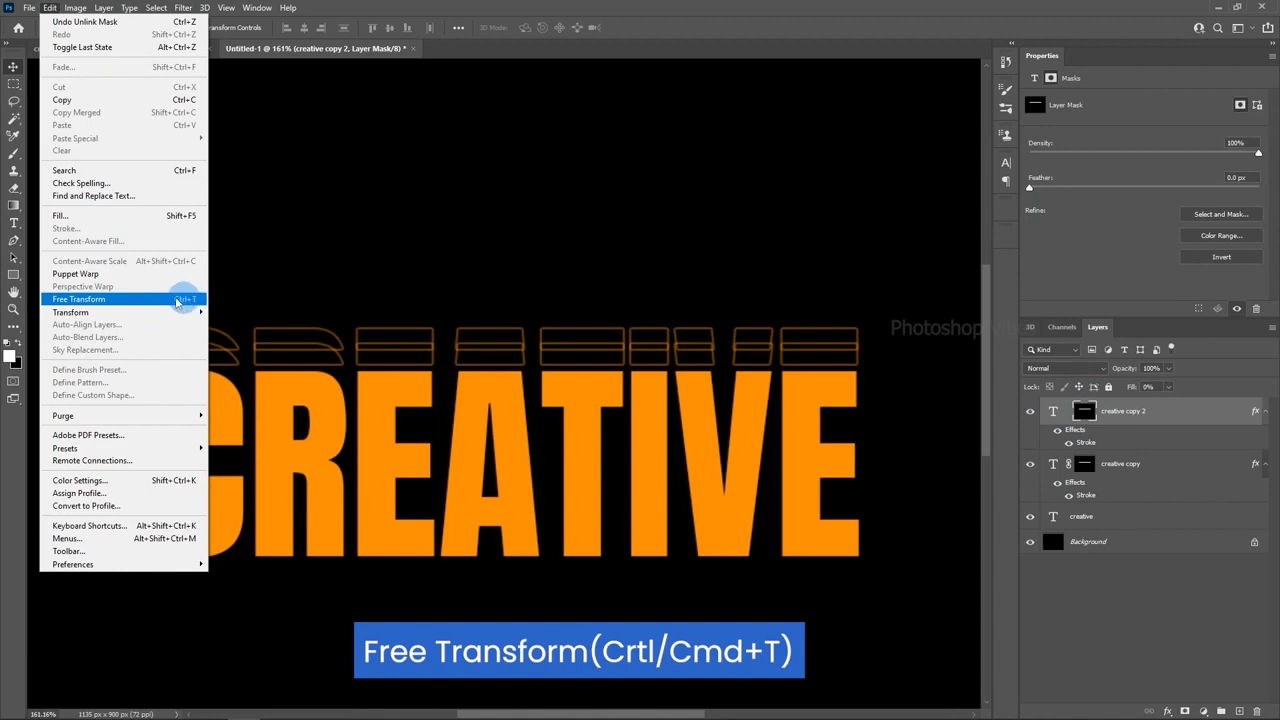 Ps File Edit Image Layer Type Select Filter 3D View Window Help
Transform Controls
3D Mode:
Untitled-1 @ 161% (creative copy 2, Layer Mask/8) * ×
Undo Unlink Mask Ctrl+Z
Redo Shift+Ctrl+Z
Toggle Last State Alt+Ctrl+Z
Fade... Shift+Ctrl+F
Cut Ctrl+X
Copy Ctrl+C
Copy Merged Shift+Ctrl+C
Paste Ctrl+V
Paste Special
Clear
Search Ctrl+F
Check Spelling...
Find and Replace Text...
Fill... Shift+F5
Stroke...
Content-Aware Fill...
Content-Aware Scale Alt+Shift+Ctrl+C
Puppet Warp
Perspective Warp
Free Transform Ctrl+T
Transform
Auto-Align Layers...
Auto-Blend Layers...
Sky Replacement...
Define Brush Preset...
Define Pattern...
Define Custom Shape...
Purge
Adobe PDF Presets...
Presets
Remote Connections...
Color Settings... Shift+Ctrl+K
Assign Profile...
Convert to Profile...
Keyboard Shortcuts... Alt+Shift+Ctrl+K
Menus... Alt+Shift+Ctrl+M
Toolbar...
Preferences
CREATIVE
Free Transform(Crtl/Cmd+T)
161.16% 1135 px x 900 px (72 ppi)
Properties
Masks
Layer Mask
Density: 100%
Feather: 0.0 px
Refine:
Select and Mask...
Color Range...
Invert
Photoshop
3D Channels Layers
Kind
Normal Opacity: 100%
Lock: Fill: 0%
creative copy 2 fx
Effects
Stroke
creative copy fx
Effects
Stroke
creative
Background